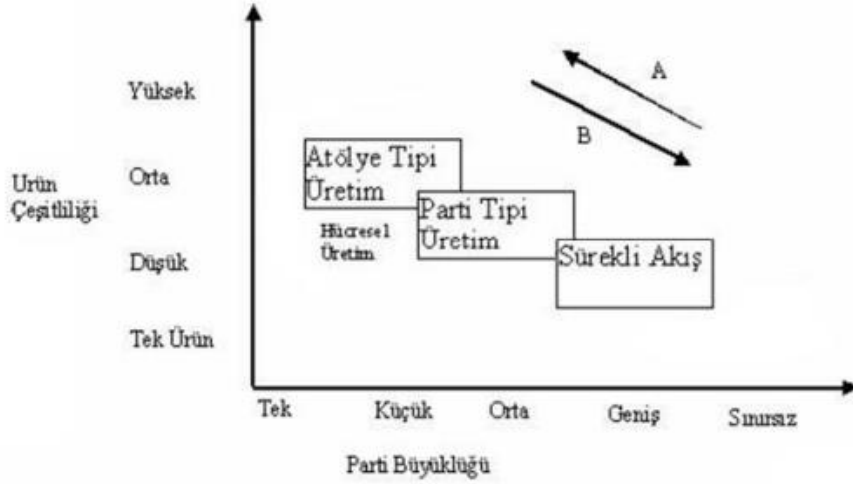 Yüksek
A
B
Atölye Tipi
Üretim
Orta
Ürün
Çeşitliliği
Parti Tipi
Üretim
Hücresel
Üretim
Sürekli Akış
Düşük
Tek Ürün
Tek
Küçük
Orta
Geniş
Sınırsız
Parti Büyüklüğü